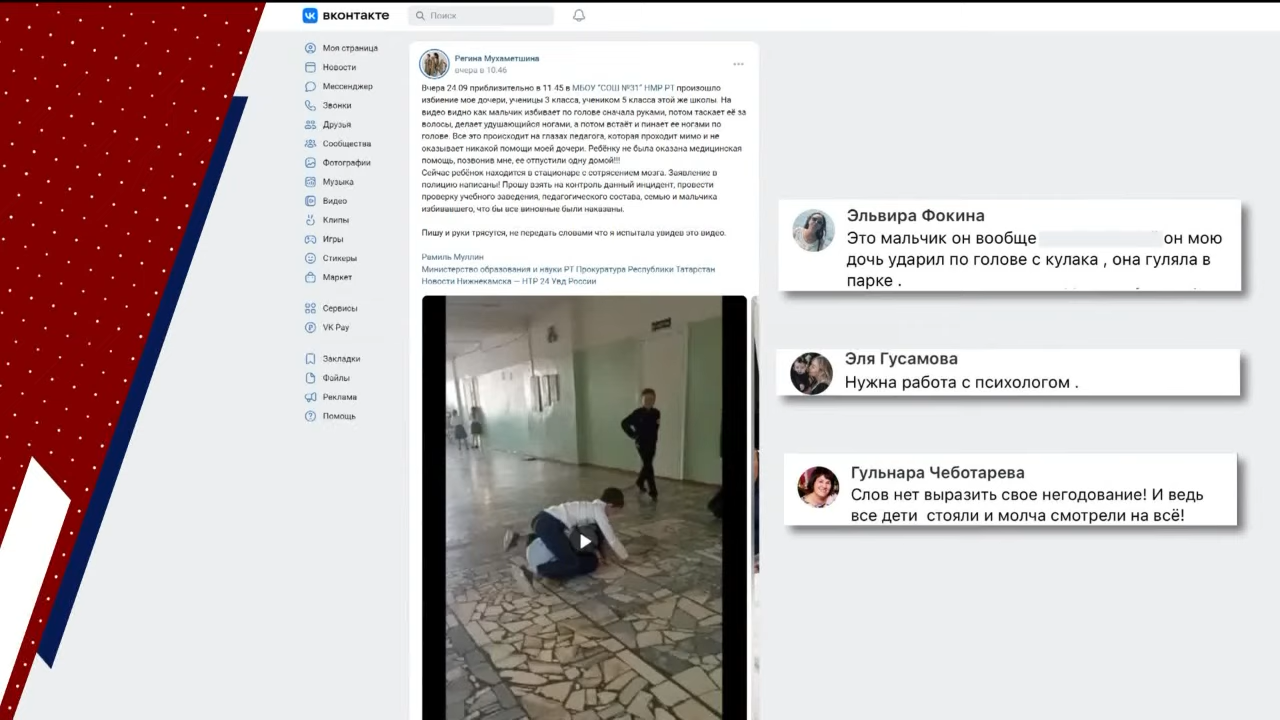 вконтакте
Поиск
Моя страница
Новости
Мессенджер
Звонки
Друзья
Сообщества
Фотографии
Музыка
Видео
Клипы
Игры
Стикеры
Маркет
Сервисы
VK Pay
Закладки
Файлы
Реклама
Помощь
Регина Мухаметшина
вчера в 10:46
Вчера 24.09 приблизительно в 11 45 в МБОУ "СОШ №31" НМР РТ произошло
избиение мое дочери, ученицы 3 класса, учеником 5 класса этой же школы. На
видео видно как мальчик избивает по голове сначала руками, потом таскает её за
волосы, делает удушающий ногами, а потом встаёт и пинает ее ногами по
голове. Все это происходит на глазах педагога, которая проходит мимо и не
оказывает никакой помощи моей дочери. Ребёнку не была оказана медицинская
помощь, позвонив мне, ее отпустили одну домой!!!
Сейчас ребёнок находится в стационаре с сотрясением мозга. Заявление в
полицию написаны! Прошу взять на контроль данный инцидент, провести
проверку учебного заведения, педагогического состава, семью и мальчика
избивавшего, что бы все виновные были наказаны.
Пишу и руки трясутся, не передать словами что я испытала увидев это видео.
Рамиль Муллин
Министерство образования и науки РТ Прокуратура Республики Татарстан
Новости Нижнекамска — НТР 24 Увд России
Эльвира Фокина
Это мальчик он вообще он мою
дочь ударил по голове с кулака , она гуляла в
парке .
Эля Гусамова
Нужна работа с психологом .
Гульнара Чеботарева
Слов нет выразить свое негодование! И ведь
все дети стояли и молча смотрели на всё!